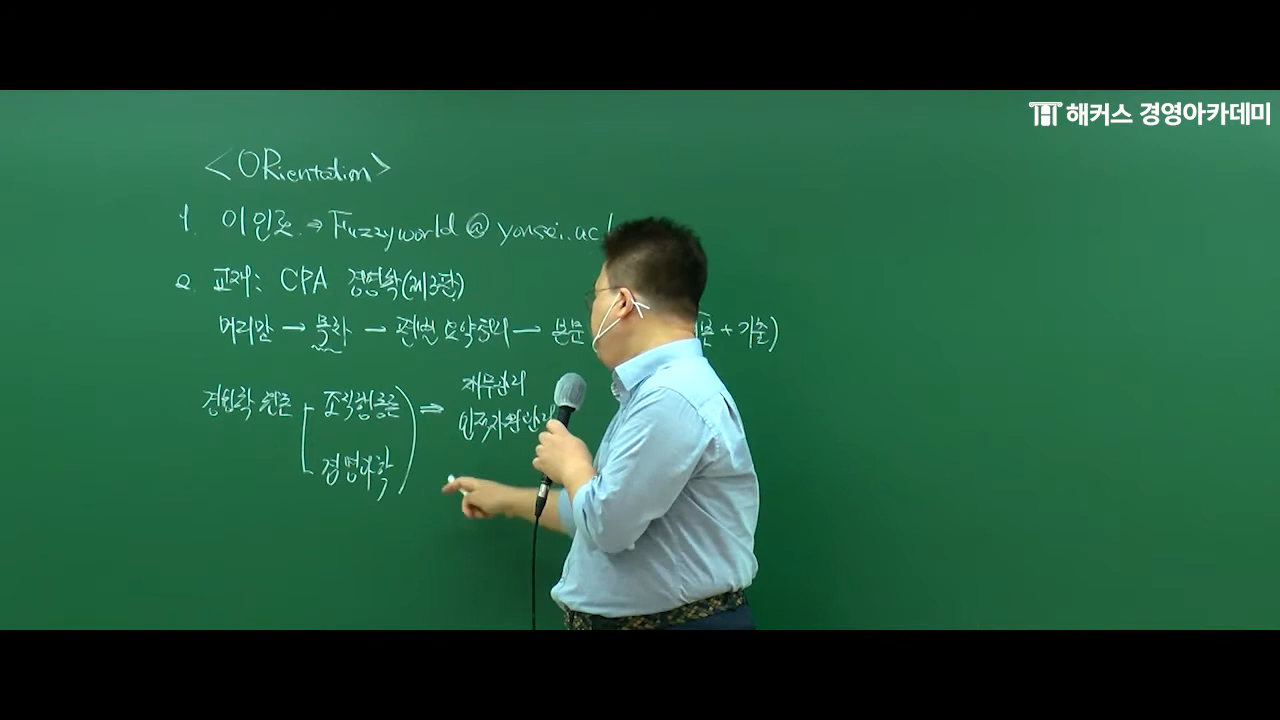 해커스 경영아카데미
<ORientation>
1. 이인호 ⇒ Fuzzyworld @ yonsei.ac
2. 교재: CPA 경영학(제3판)
머리말 → 목차 → 편별 요약정리 → 본문 + 기출)
경영학 원론 조직행동론 ⇒ 재무관리
인적자원관리
경영과학